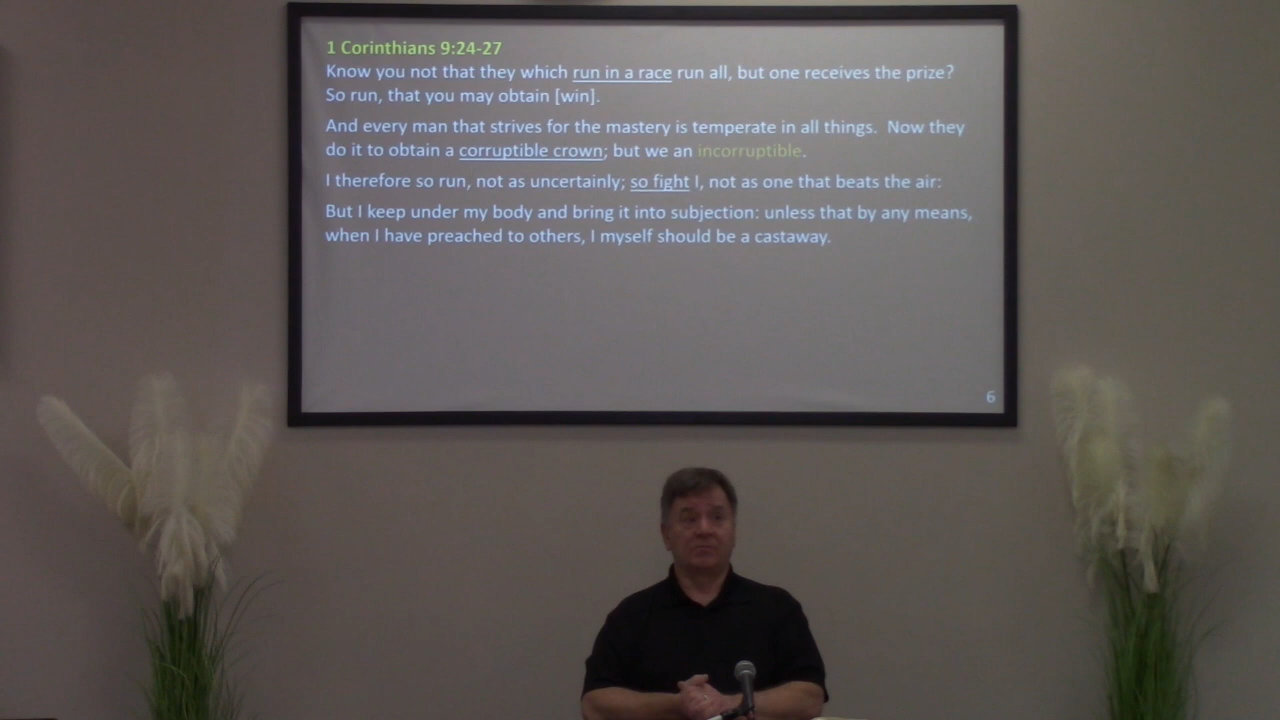 1 Corinthians 9:24-27
Know you not that they which run in a race run all, but one receives the prize?
So run, that you may obtain [win].
And every man that strives for the mastery is temperate in all things.  Now they
do it to obtain a corruptible crown; but we an incorruptible.
I therefore so run, not as uncertainly; so fight I, not as one that beats the air:
But I keep under my body and bring it into subjection: unless that by any means,
when I have preached to others, I myself should be a castaway.
6